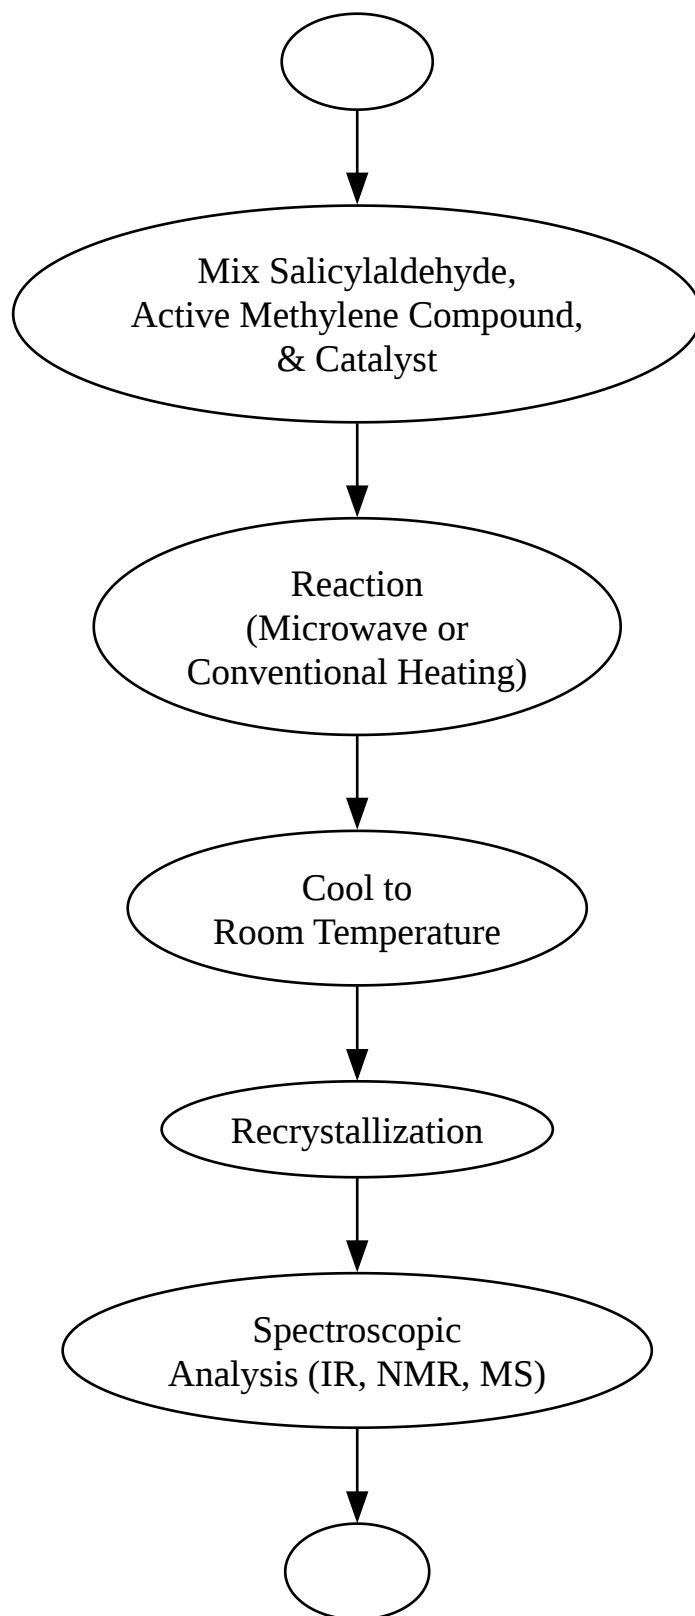 Mix Salicylaldehyde,
Active Methylene Compound,
& Catalyst
Reaction
(Microwave or
Conventional Heating)
Cool to
Room Temperature
Recrystallization
Spectroscopic
Analysis (IR, NMR, MS)